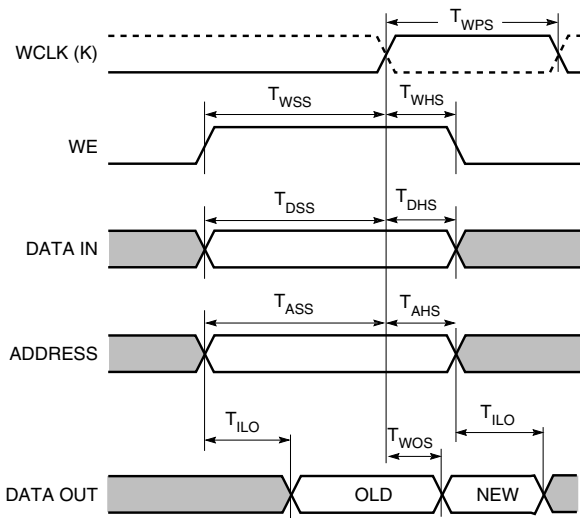 T_WPS
WCLK (K)
T_WSS T_WHS
WE
T_DSS T_DHS
DATA IN
T_ASS T_AHS
ADDRESS
T_ILO T_WOS T_ILO
DATA OUT OLD NEW